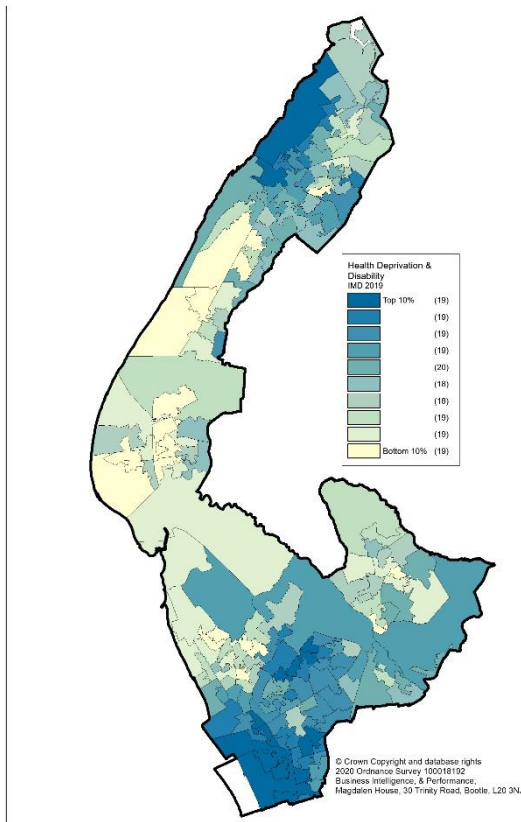 Health Deprivation &
Disability
IMD 2019
Top 10% (19)
(19)
(19)
(19)
(20)
(18)
(18)
(19)
(19)
Bottom 10% (19)
© Crown Copyright and database rights
2020 Ordnance Survey 100018192
Business Intelligence, & Performance,
Magdalen House, 30 Trinity Road, Bootle, L20 3NJ